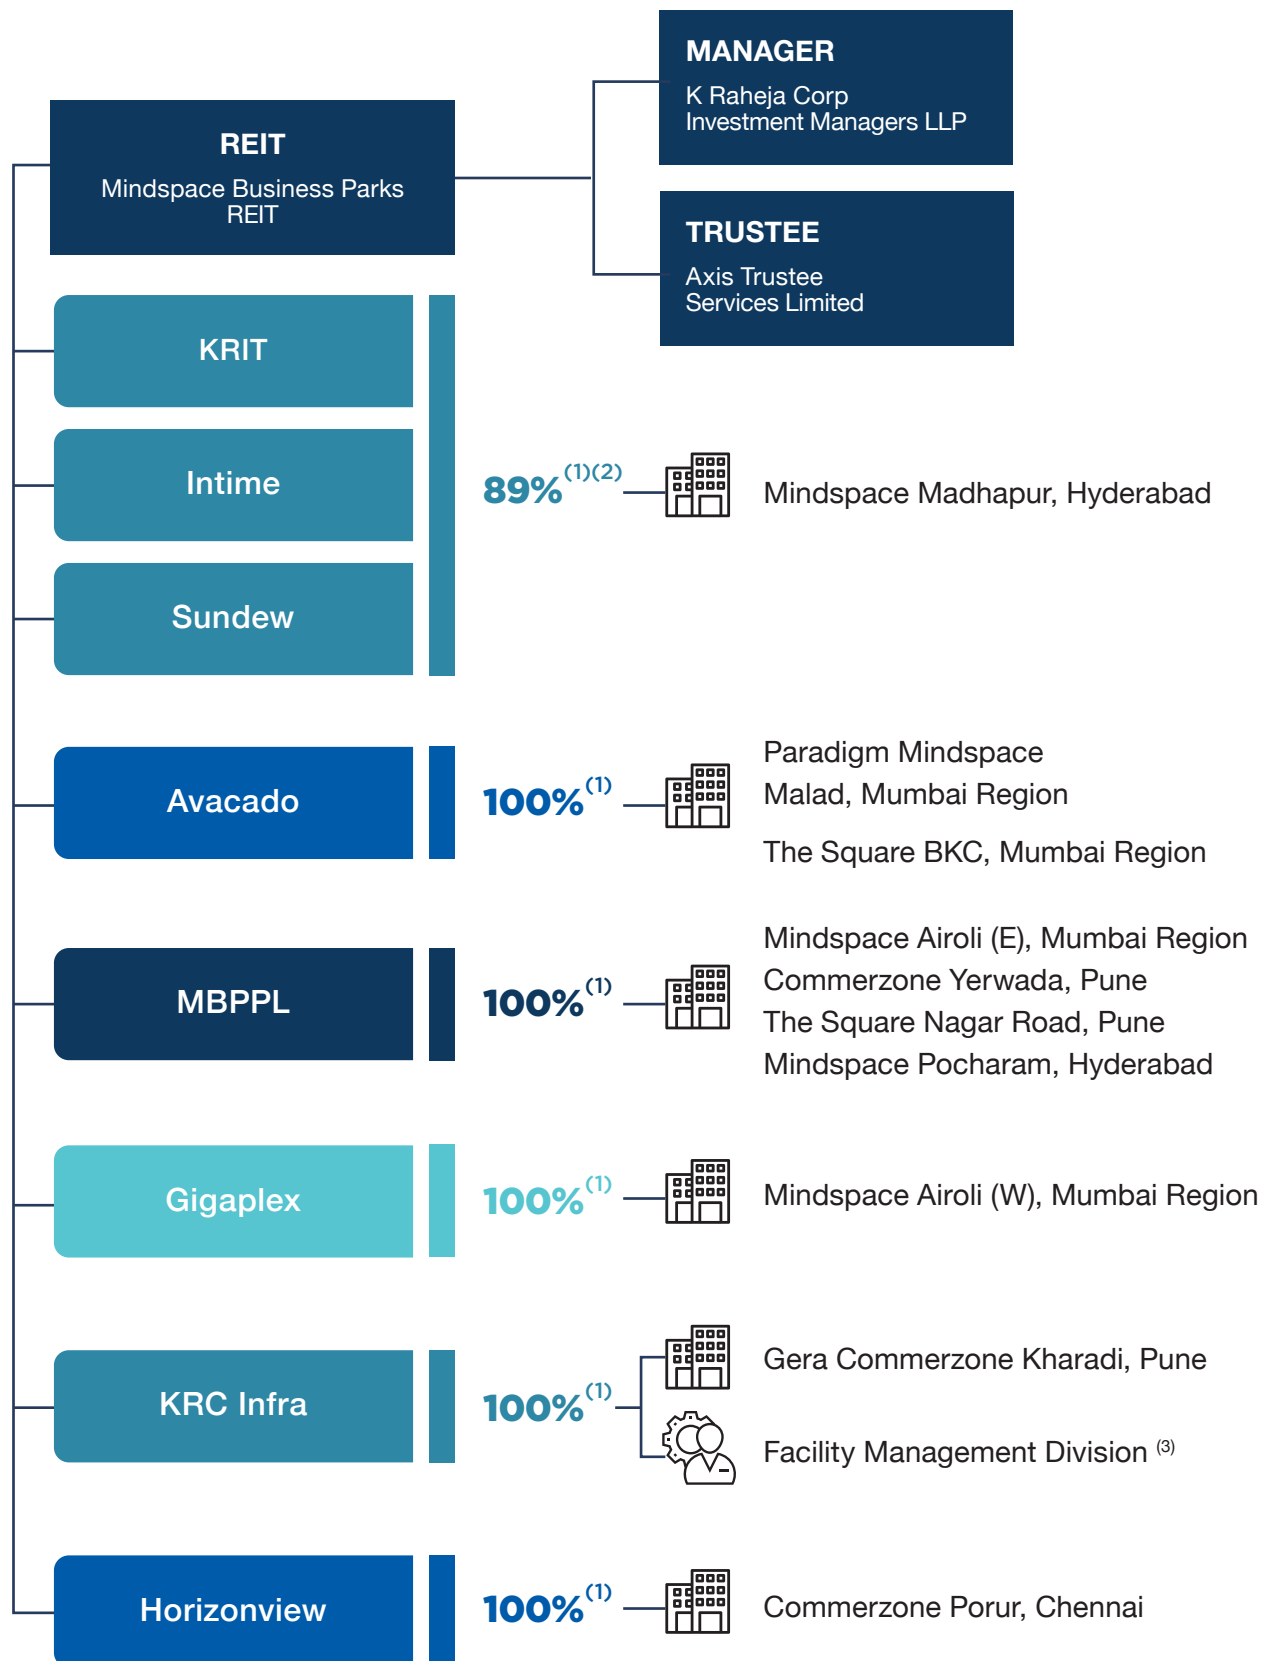 MANAGER
K Raheja Corp
Investment Managers LLP
REIT
Mindspace Business Parks
REIT
TRUSTEE
Axis Trustee
Services Limited
KRIT
Intime
Sundew
89% (1)(2)
Mindspace Madhapur, Hyderabad
Avacado
100% (1)
Paradigm Mindspace
Malad, Mumbai Region
The Square BKC, Mumbai Region
MBPPL
100% (1)
Mindspace Airoli (E), Mumbai Region
Commerzone Yerwada, Pune
The Square Nagar Road, Pune
Mindspace Pocharam, Hyderabad
Gigaplex
100% (1)
Mindspace Airoli (W), Mumbai Region
KRC Infra
100% (1)
Gera Commerzone Kharadi, Pune
Facility Management Division (3)
Horizonview
100% (1)
Commerzone Porur, Chennai